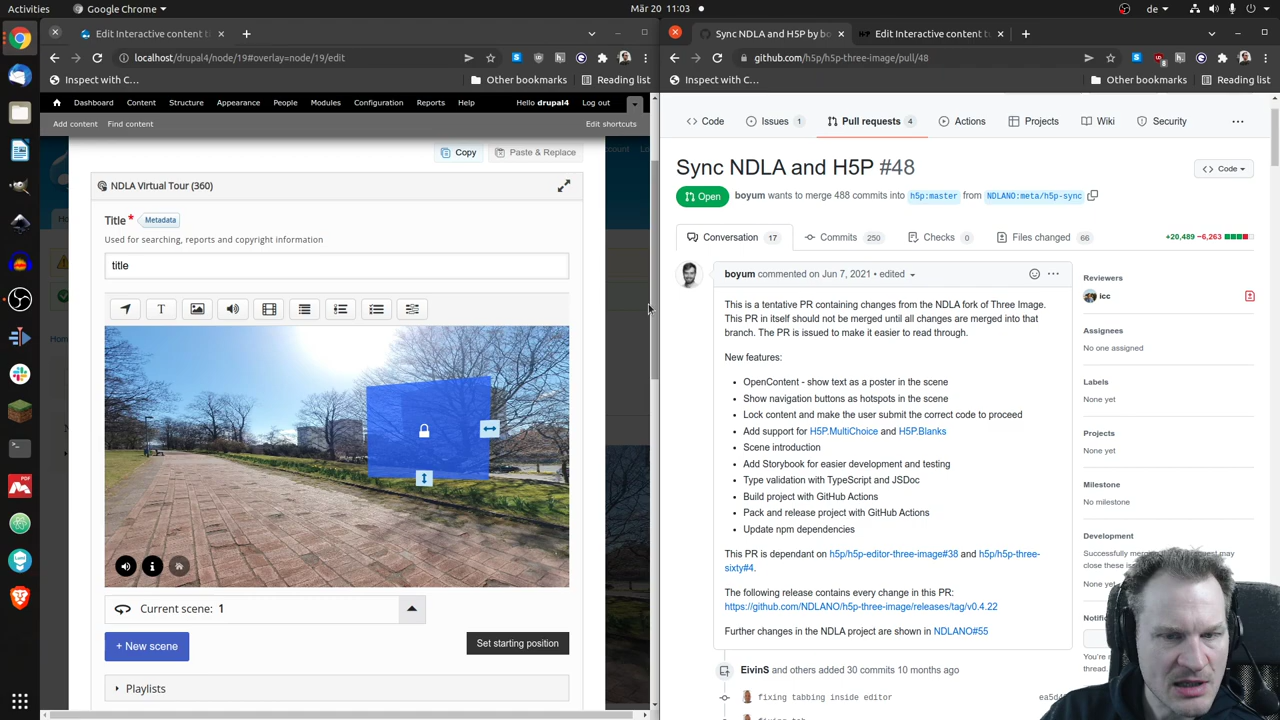 Activities
Google Chrome
Mär 20 11:03
de
Edit Interactive content t
localhost/drupal4/node/19#overlay=node/19/edit
Inspect with C...
Other bookmarks
Reading list
Dashboard Content Structure Appearance People Modules Configuration Reports Help
Hello drupal4 Log out
Add content Find content
Edit shortcuts
Copy
Paste & Replace
NDLA Virtual Tour (360)
Title* Metadata
Used for searching, reports and copyright information
title
Current scene: 1
+ New scene
Set starting position
Playlists
Sync NDLA and H5P by bo
Edit Interactive content t
github.com/h5p/h5p-three-image/pull/48
Inspect with C...
Other bookmarks
Reading list
Code
Issues 1
Pull requests 4
Actions
Projects
Wiki
Security
Sync NDLA and H5P #48
Code
Open
boyum wants to merge 488 commits into h5p:master from NDLANO:meta/h5p-sync
Conversation 17
Commits 250
Checks 0
Files changed 66
+20,489 −6,263
boyum commented on Jun 7, 2021 • edited
This is a tentative PR containing changes from the NDLA fork of Three Image.
This PR in itself should not be merged until all changes are merged into that
branch. The PR is issued to make it easier to read through.
New features:
• OpenContent - show text as a poster in the scene
• Show navigation buttons as hotspots in the scene
• Lock content and make the user submit the correct code to proceed
• Add support for H5P.MultiChoice and H5P.Blanks
• Scene introduction
• Add Storybook for easier development and testing
• Type validation with TypeScript and JSDoc
• Build project with GitHub Actions
• Pack and release project with GitHub Actions
• Update npm dependencies
This PR is dependant on h5p/h5p-editor-three-image#38 and h5p/h5p-three-
sixty#4.
The following release contains every change in this PR:
https://github.com/NDLANO/h5p-three-image/releases/tag/v0.4.22
Further changes in the NDLA project are shown in NDLANO#55
EivinS and others added 30 commits 10 months ago
fixing tabbing inside editor
Reviewers
icc
Assignees
No one assigned
Labels
None yet
Projects
None yet
Milestone
No milestone
Development
Successfully
may
close these
None
Notific
You're
thread.